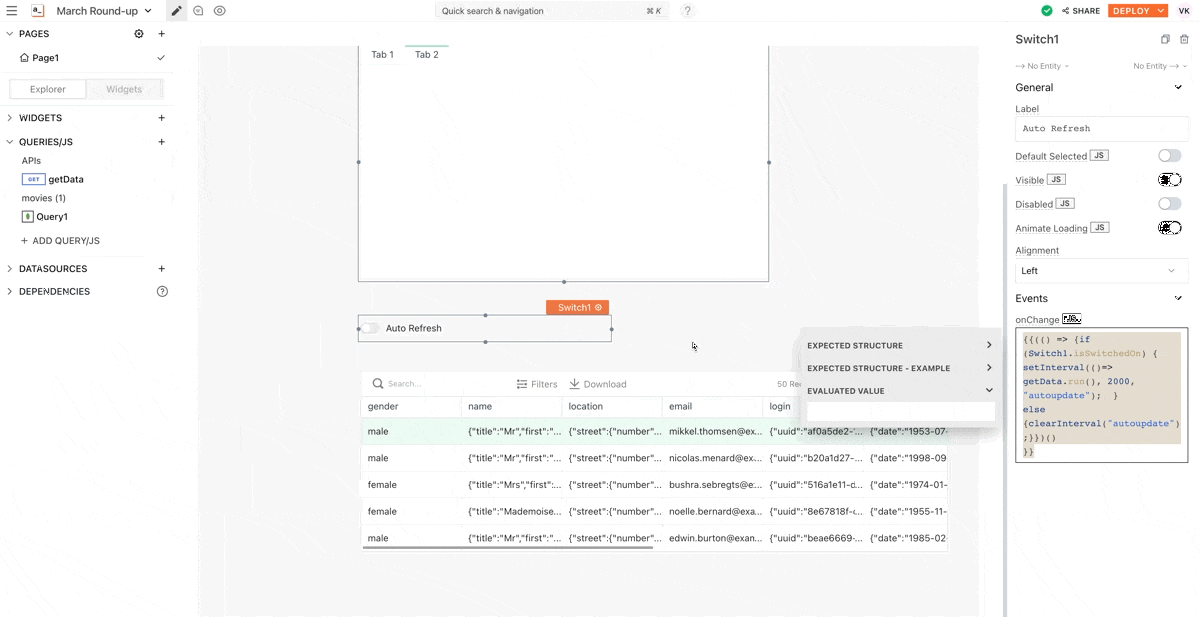 March Round-up
Quick search & navigation
⌘ K
?
SHARE
DEPLOY
VK
PAGES
Page1
Explorer
Widgets
WIDGETS
QUERIES/JS
APIs
GET getData
movies (1)
Query1
+ ADD QUERY/JS
DATASOURCES
DEPENDENCIES
Tab 1
Tab 2
Switch1
Auto Refresh
Search...
Filters
Download
50 Rec
gender name location email login
male {"title":"Mr","first":"... {"street":{"number"... mikkel.thomsen@ex... {"uuid":"af0a5de2-'... {"date":"1953-07-
male {"title":"Mr","first":"... {"street":{"number"... nicolas.menard@ex... {"uuid":"b20a1d27-... {"date":"1998-09
female {"title":"Mrs","first":... {"street":{"number"... bushra.sebregts@e... {"uuid":"516a1e11-d... {"date":"1974-01-
female {"title":"Mademoise... {"street":{"number"... noelle.bernard@exa... {"uuid":"8e67818f-(... {"date":"1955-11-
male {"title":"Mr","first":"... {"street":{"number"... edwin.burton@exan... {"uuid":"beae6669-... {"date":"1985-02
EXPECTED STRUCTURE
EXPECTED STRUCTURE - EXAMPLE
EVALUATED VALUE
Switch1
No Entity
No Entity
General
Label
Auto Refresh
Default Selected JS
Visible JS
Disabled JS
Animate Loading JS
Alignment
Left
Events
onChange
{{(() => {if
(Switch1.isSwitchedOn) {
setInterval(()=>
getData.run(), 2000,
"autoupdate"); }
else
{clearInterval("autoupdate")
;}})()
}}